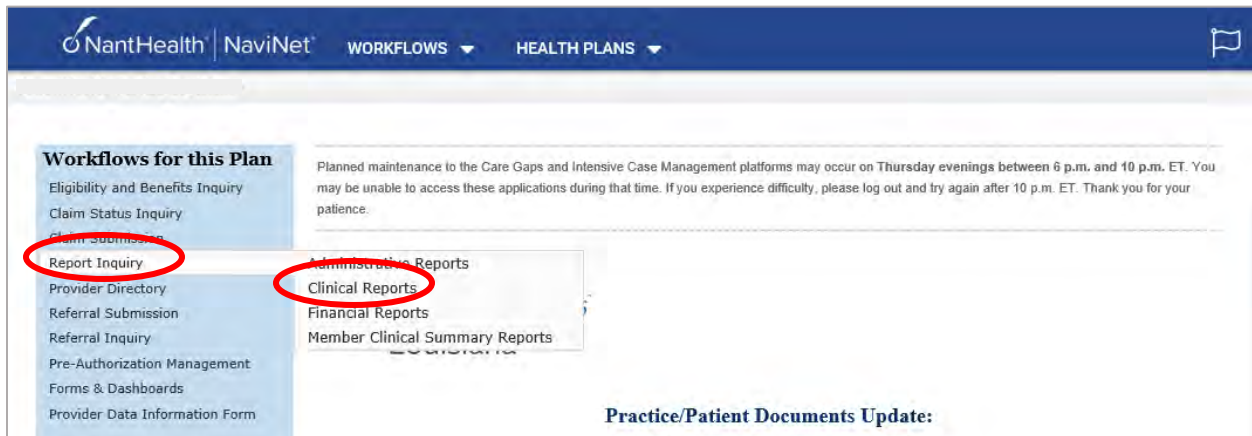 NantHealth | NaviNet
WORKFLOWS
HEALTH PLANS
Workflows for this Plan
Eligibility and Benefits Inquiry
Claim Status Inquiry
Claim Submission
Report Inquiry
Provider Directory
Referral Submission
Referral Inquiry
Pre-Authorization Management
Forms & Dashboards
Provider Data Information Form
Planned maintenance to the Care Gaps and Intensive Case Management platforms may occur on Thursday evenings between 6 p.m. and 10 p.m. ET. You
may be unable to access these applications during that time. If you experience difficulty, please log out and try again after 10 p.m. ET. Thank you for your
patience.
Administrative Reports
Clinical Reports
Financial Reports
Member Clinical Summary Reports
Louisiana
Practice/Patient Documents Update: